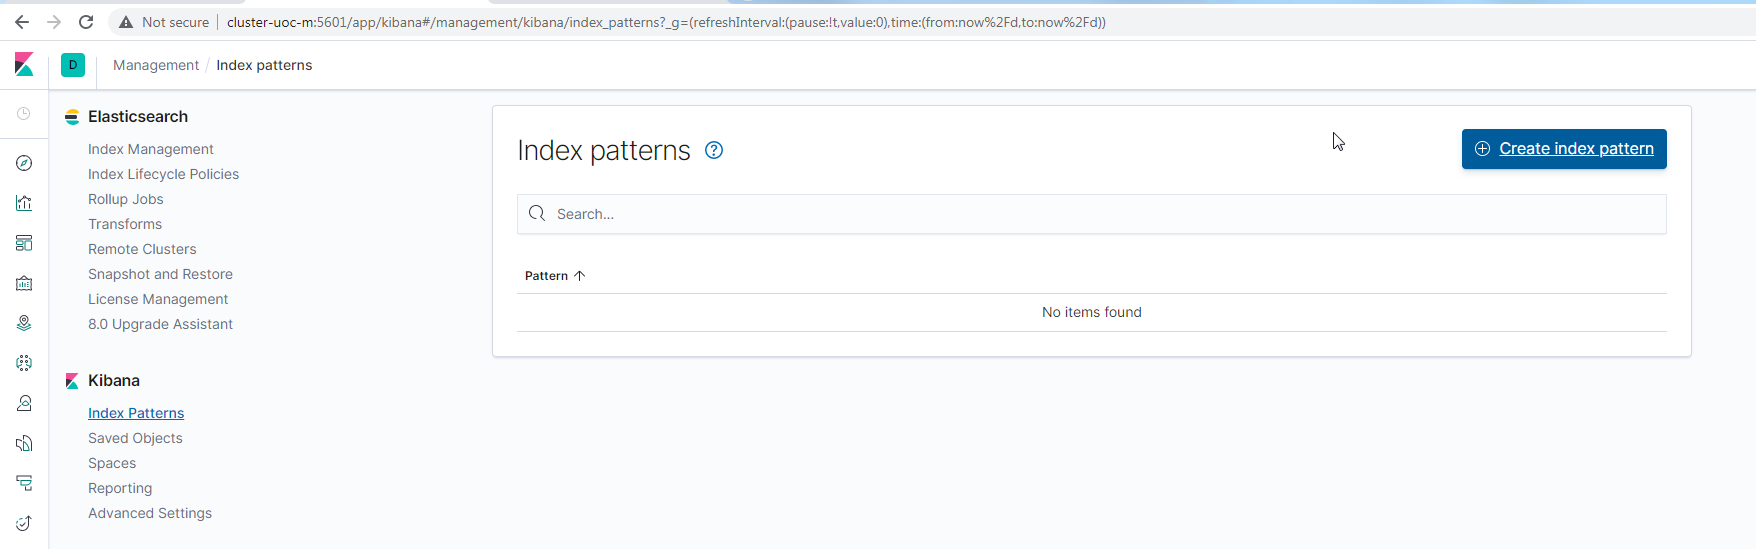 Not secure | cluster-uoc-m:5601/app/kibana#/management/kibana/index_patterns?_g=(refreshInterval:(pause:!t,value:0),time:(from:now%2Fd,to:now%2Fd))
D Management / Index patterns
Elasticsearch
Index Management
Index Lifecycle Policies
Rollup Jobs
Transforms
Remote Clusters
Snapshot and Restore
License Management
8.0 Upgrade Assistant
Kibana
Index Patterns
Saved Objects
Spaces
Reporting
Advanced Settings
Index patterns ?
Create index pattern
Search...
Pattern
No items found